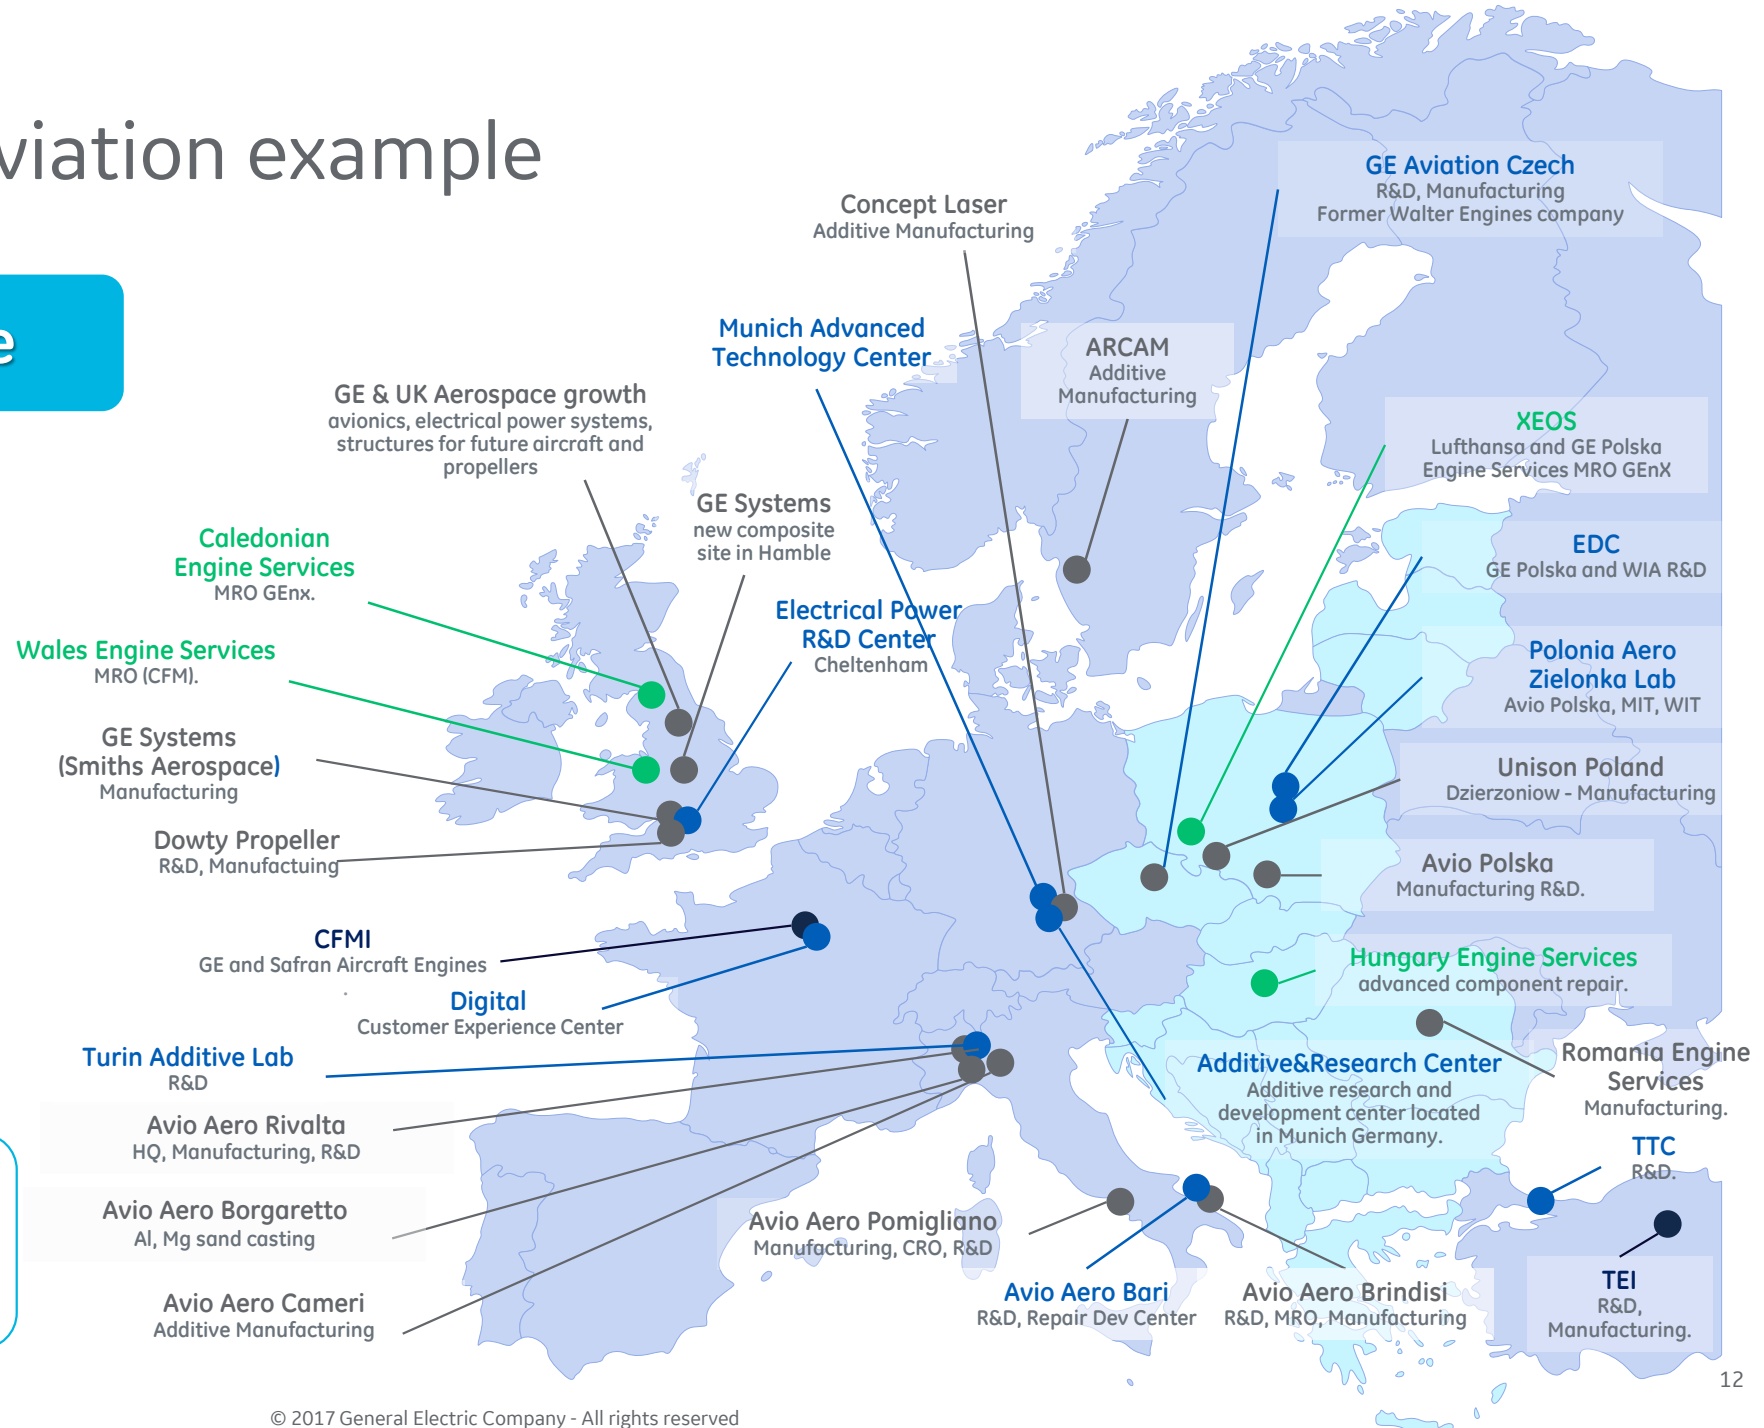 viation example
e
GE Aviation Czech
R&D, Manufacturing
Former Walter Engines company
Concept Laser
Additive Manufacturing
Munich Advanced
Technology Center
ARCAM
Additive
Manufacturing
GE & UK Aerospace growth
avionics, electrical power systems,
structures for future aircraft and
propellers
XEOS
Lufthansa and GE Polska
Engine Services MRO GEnX
GE Systems
new composite
site in Hamble
Caledonian
Engine Services
MRO GEnx.
EDC
GE Polska and WIA R&D
Electrical Power
R&D Center
Cheltenham
Wales Engine Services
MRO (CFM).
Polonia Aero
Zielonka Lab
Avio Polska, MIT, WIT
GE Systems
(Smiths Aerospace)
Manufacturing
Unison Poland
Dzierzoniow - Manufacturing
Dowty Propeller
R&D, Manufactuing
Avio Polska
Manufacturing R&D.
CFMI
GE and Safran Aircraft Engines
.
Hungary Engine Services
advanced component repair.
Digital
Customer Experience Center
Turin Additive Lab
R&D
Additive&Research Center
Additive research and
development center located
in Munich Germany.
Romania Engine
Services
Manufacturing.
Avio Aero Rivalta
HQ, Manufacturing, R&D
TTC
R&D.
Avio Aero Borgaretto
Al, Mg sand casting
Avio Aero Pomigliano
Manufacturing, CRO, R&D
Avio Aero Cameri
Additive Manufacturing
Avio Aero Bari
R&D, Repair Dev Center
Avio Aero Brindisi
R&D, MRO, Manufacturing
TEI
R&D,
Manufacturing.
12
© 2017 General Electric Company - All rights reserved